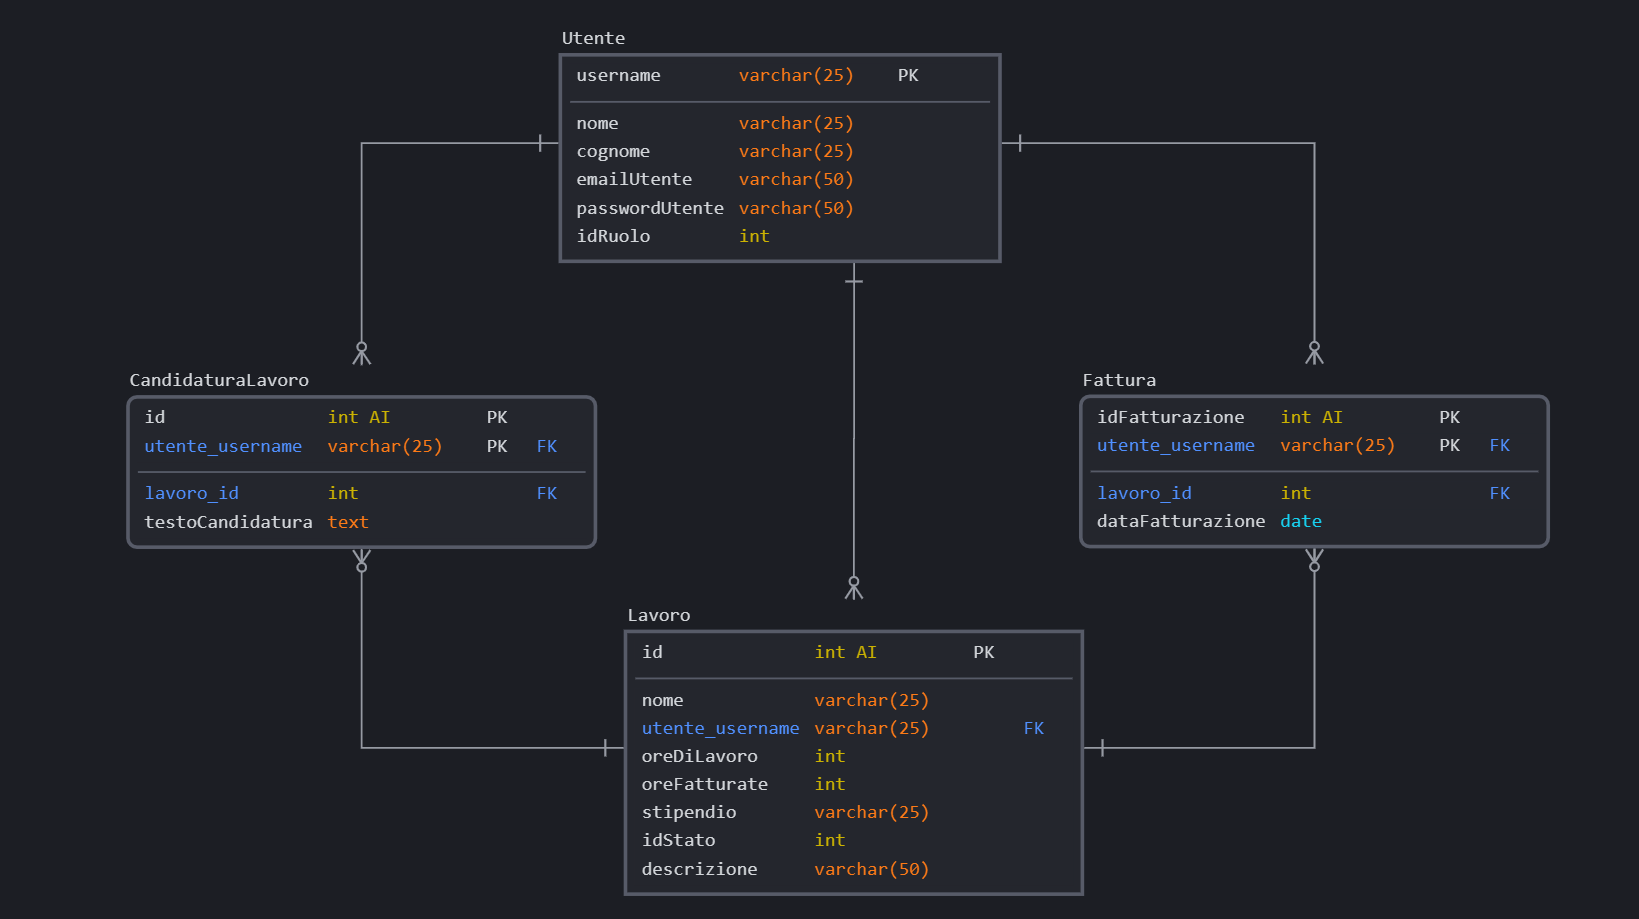 Utente
username varchar(25) PK
nome varchar(25)
cognome varchar(25)
emailUtente varchar(50)
passwordUtente varchar(50)
idRuolo int
CandidaturaLavoro
id int AI PK
utente_username varchar(25) PK FK
lavoro_id int FK
testoCandidatura text
Fattura
idFatturazione int AI PK
utente_username varchar(25) PK FK
lavoro_id int FK
dataFatturazione date
Lavoro
id int AI PK
nome varchar(25)
utente_username varchar(25) FK
oreDiLavoro int
oreFatturate int
stipendio varchar(25)
idStato int
descrizione varchar(50)